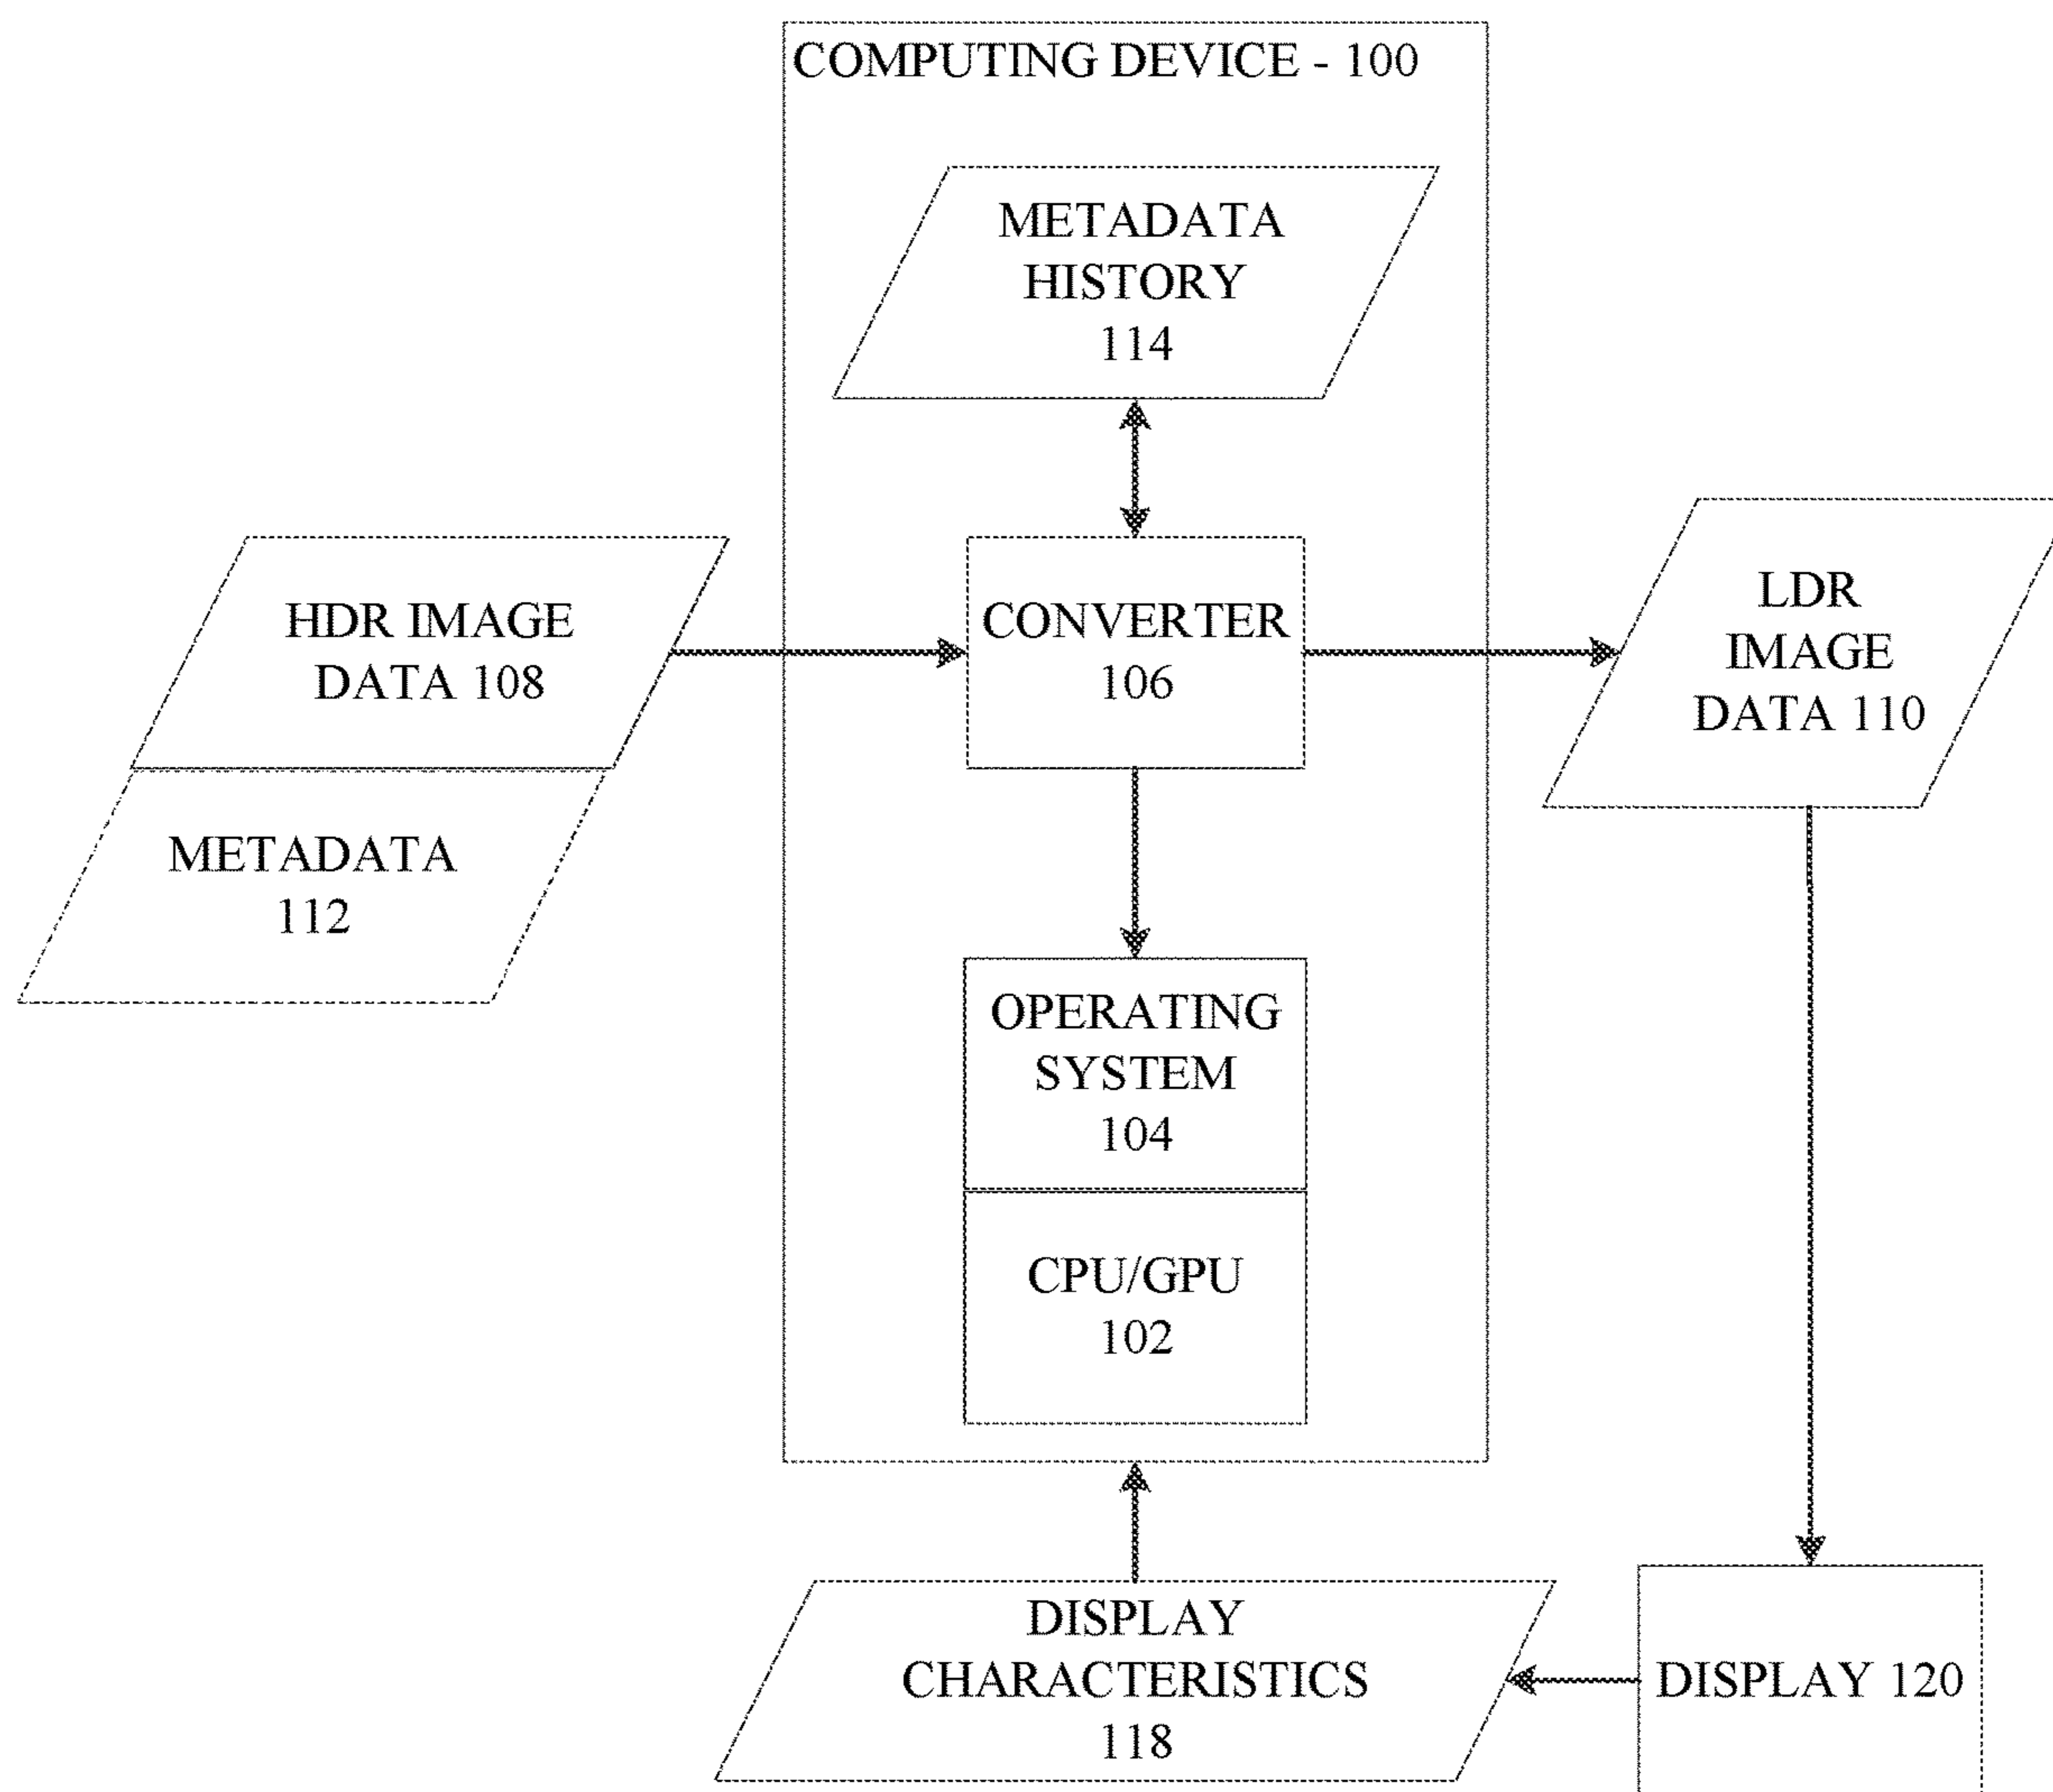 COMPUTING DEVICE - 100
METADATA
HISTORY
114
HDR IMAGE
DATA 108
CONVERTER
106
LDR
IMAGE
DATA 110
METADATA
112
OPERATING
SYSTEM
104
CPU/GPU
102
DISPLAY
CHARACTERISTICS
118
DISPLAY 120